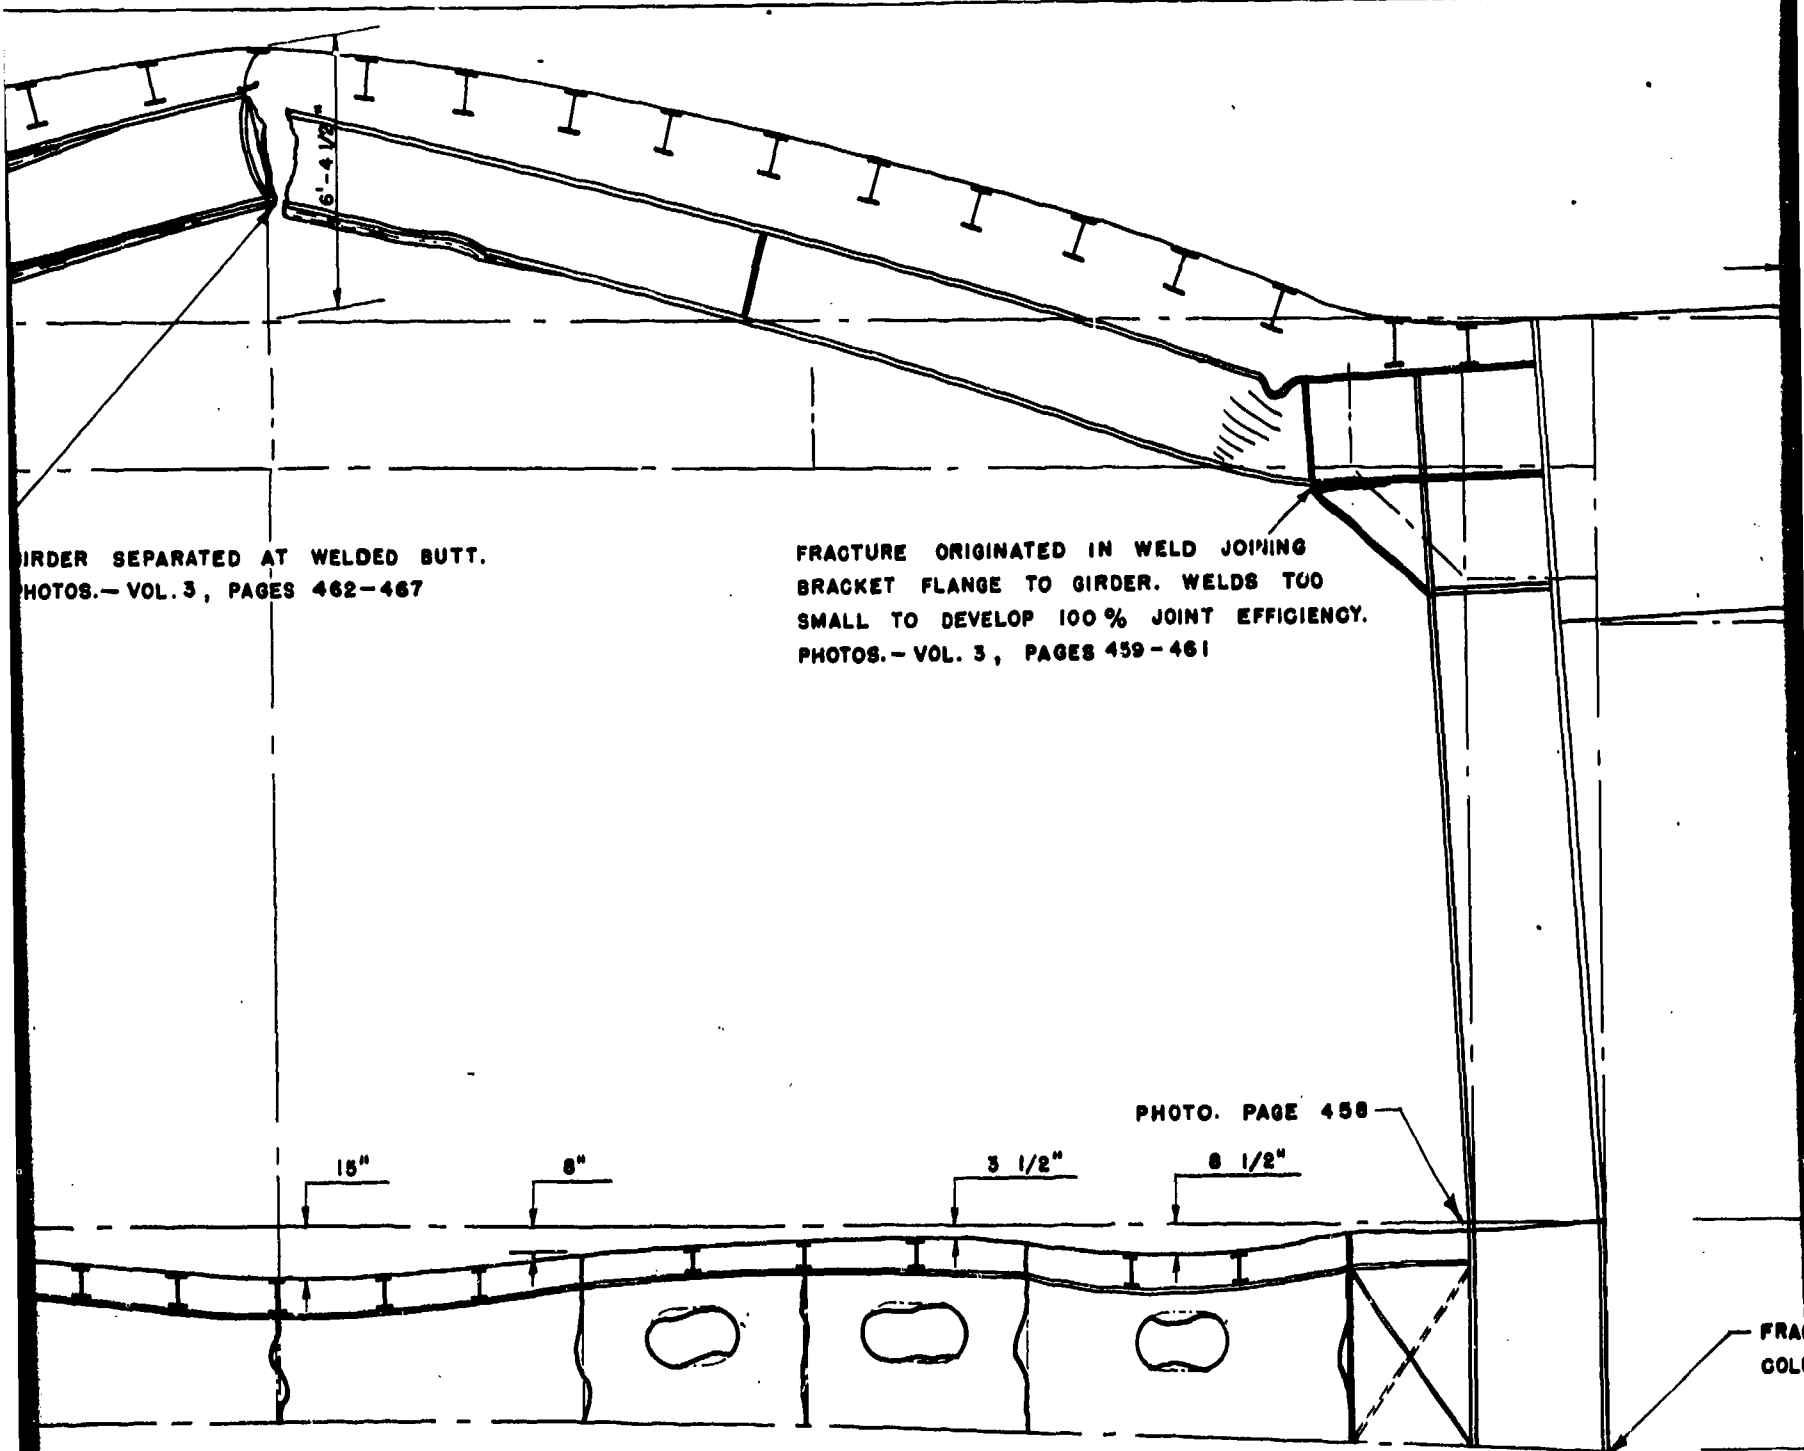 6'-4 1/2"
IRDER SEPARATED AT WELDED BUTT.
PHOTOS.— VOL. 3, PAGES 462-467
FRACTURE ORIGINATED IN WELD JOINING
BRACKET FLANGE TO GIRDER. WELDS TOO
SMALL TO DEVELOP 100 % JOINT EFFICIENCY.
PHOTOS.— VOL. 3, PAGES 459-461
PHOTO. PAGE 458
15"
8"
3 1/2"
8 1/2"
FRA
COL